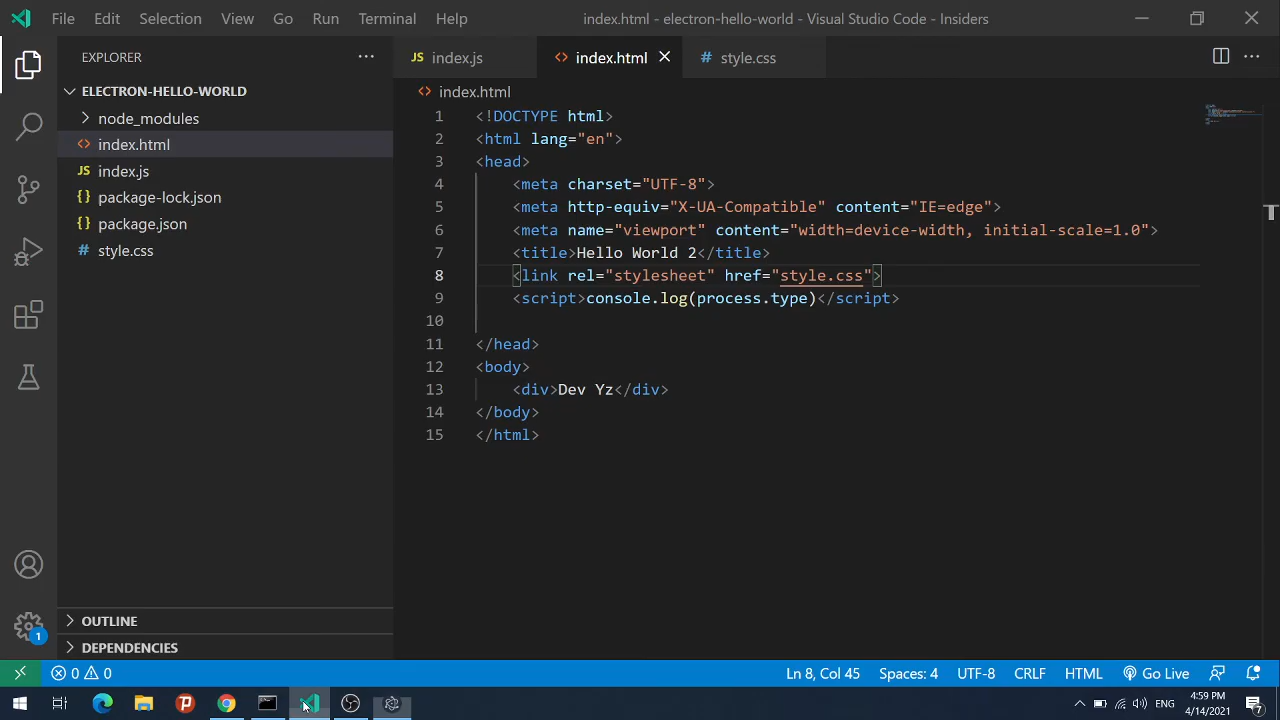 File Edit Selection View Go Run Terminal Help
index.html - electron-hello-world - Visual Studio Code - Insiders
EXPLORER
ELECTRON-HELLO-WORLD
node_modules
index.html
JS index.js
{} package-lock.json
{} package.json
# style.css
OUTLINE
DEPENDENCIES
JS index.js
<> index.html
# style.css
<> index.html
1 <!DOCTYPE html>
2 <html lang="en">
3 <head>
4 <meta charset="UTF-8">
5 <meta http-equiv="X-UA-Compatible" content="IE=edge">
6 <meta name="viewport" content="width=device-width, initial-scale=1.0">
7 <title>Hello World 2</title>
8 <link rel="stylesheet" href="style.css">
9 <script>console.log(process.type)</script>
10
11 </head>
12 <body>
13 <div>Dev Yz</div>
14 </body>
15 </html>
1
0 0
Ln 8, Col 45
Spaces: 4
UTF-8
CRLF
HTML
Go Live
ENG
4:59 PM
4/14/2021
7